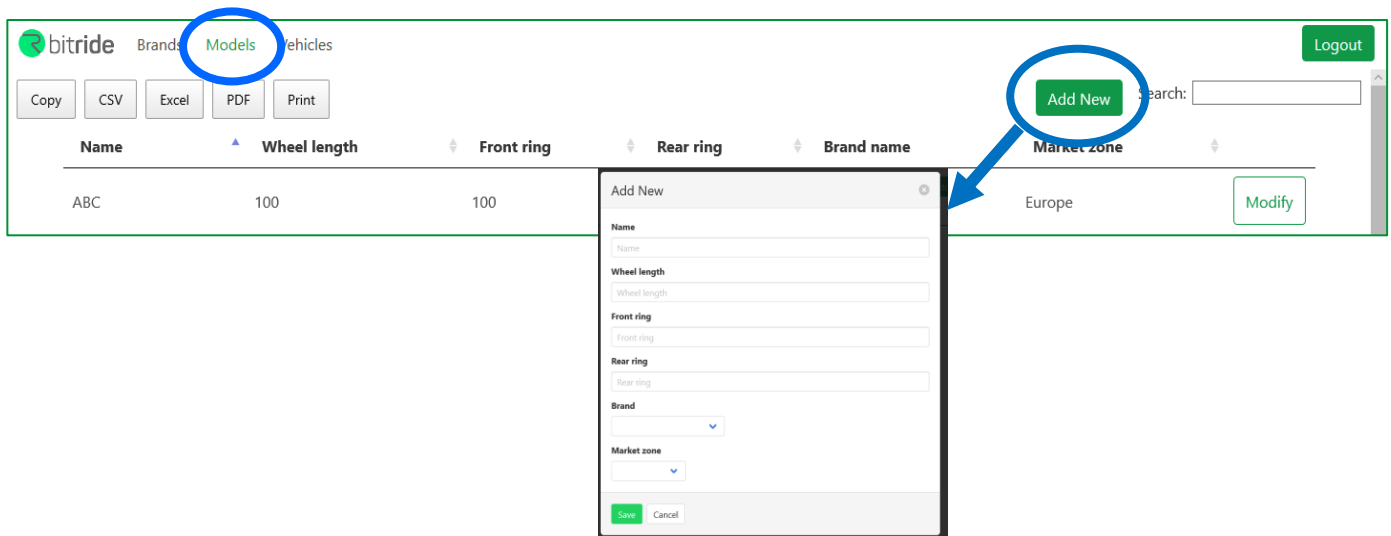 bitride Brands Models Vehicles Logout
Copy CSV Excel PDF Print Add New Search:
Name Wheel length Front ring Rear ring Brand name Market zone
ABC 100 100 Europe Modify
Add New
Name
Name
Wheel length
Wheel length
Front ring
Front ring
Rear ring
Rear ring
Brand
Market zone
Save Cancel